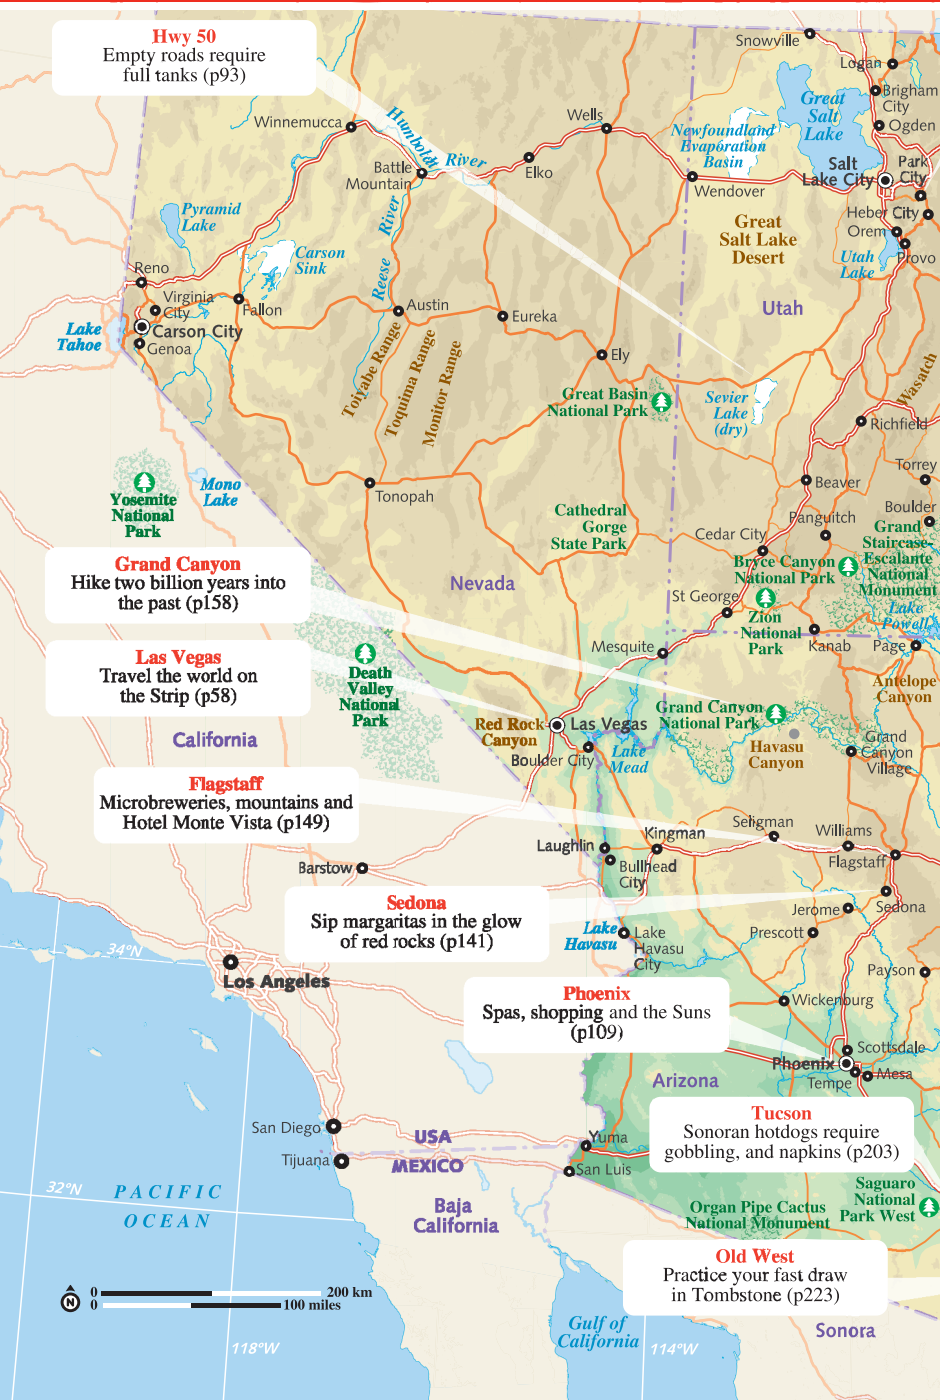 Hwy 50
Empty roads require
full tanks (p93)
Snowville
Logan
Brigham
City
Great
Salt
Lake
Ogden
Winnemucca
Humboldt River
Wells
Newfoundland
Evaporation
Basin
Salt
Lake City
Park
City
Battle
Mountain
Elko
Wendover
Heber City
Pyramid
Lake
Reese River
Great
Salt Lake
Desert
Orem
Provo
Utah
Lake
Carson
Sink
Reno
Virginia
City
Fallon
Austin
Eureka
Utah
Lake
Tahoe
Carson City
Genoa
Toiyabe Range
Toquima Range
Monitor Range
Ely
Wasatch
Great Basin
National Park
Sevier
Lake
(dry)
Richfield
Torrey
Yosemite
National
Park
Mono
Lake
Tonopah
Beaver
Boulder
Cathedral
Gorge
State Park
Panguitch
Cedar City
Grand
Staircase-
Escalante
National
Monument
Bryce Canyon
National Park
Grand Canyon
Hike two billion years into
the past (p158)
Nevada
St George
Zion
National
Park
Lake
Powell
Kanab
Page
Mesquite
Las Vegas
Travel the world on
the Strip (p58)
Death
Valley
National
Park
Antelope
Canyon
California
Red Rock
Canyon
Las Vegas
Grand Canyon
National Park
Boulder City
Lake
Mead
Havasu
Canyon
Grand
Canyon
Village
Flagstaff
Microbreweries, mountains and
Hotel Monte Vista (p149)
Seligman
Williams
Kingman
Laughlin
Flagstaff
Barstow
Bullhead
City
Sedona
Sip margaritas in the glow
of red rocks (p141)
Jerome
Sedona
Lake
Havasu
Lake
Havasu
City
Prescott
34°N
Los Angeles
Payson
Phoenix
Spas, shopping and the Suns
(p109)
Wickenburg
Scottsdale
Phoenix
Tempe
Mesa
Arizona
Tucson
Sonoran hotdogs require
gobbling, and napkins (p203)
San Diego
USA
Yuma
Tijuana
MEXICO
San Luis
32°N
PACIFIC
OCEAN
Baja
California
Saguaro
National
Park West
Organ Pipe Cactus
National Monument
Old West
Practice your fast draw
in Tombstone (p223)
N
0 200 km
0 100 miles
Gulf of
California
Sonora
118°W
114°W